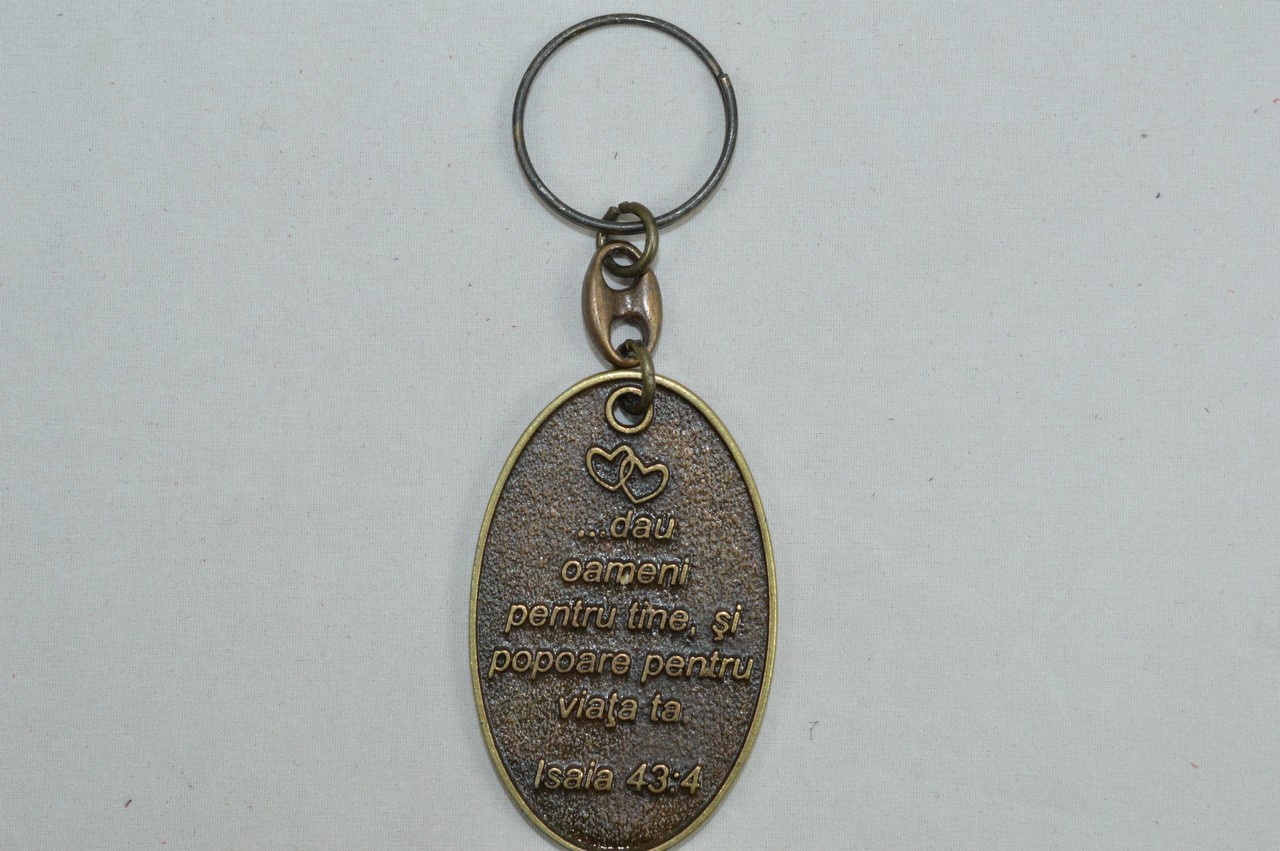 ...dau
oameni
pentru tine, şi
popoare pentru
viaţa ta
Isaia 43:4